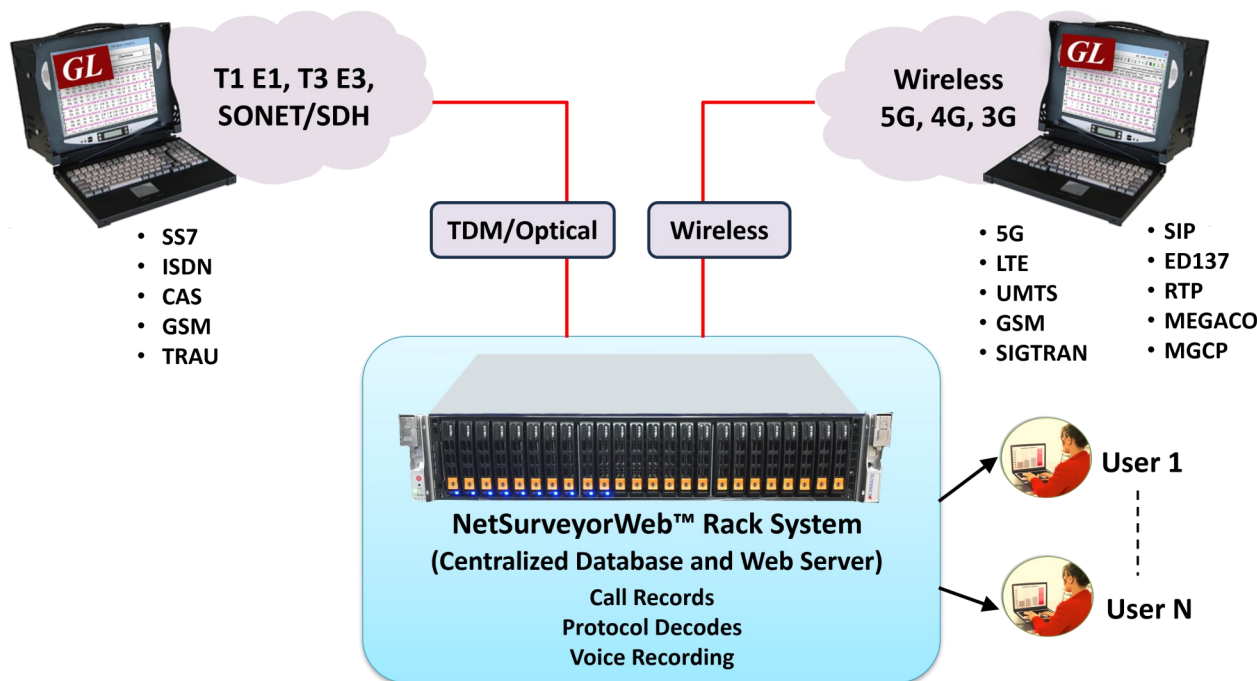 GL
T1 E1, T3 E3,
SONET/SDH
GL
Wireless
5G, 4G, 3G
TDM/Optical
Wireless
• SS7
• ISDN
• CAS
• GSM
• TRAU
• 5G
• LTE
• UMTS
• GSM
• SIGTRAN
• SIP
• ED137
• RTP
• MEGACO
• MGCP
NetSurveyorWeb™ Rack System
(Centralized Database and Web Server)
Call Records
Protocol Decodes
Voice Recording
User 1
User N